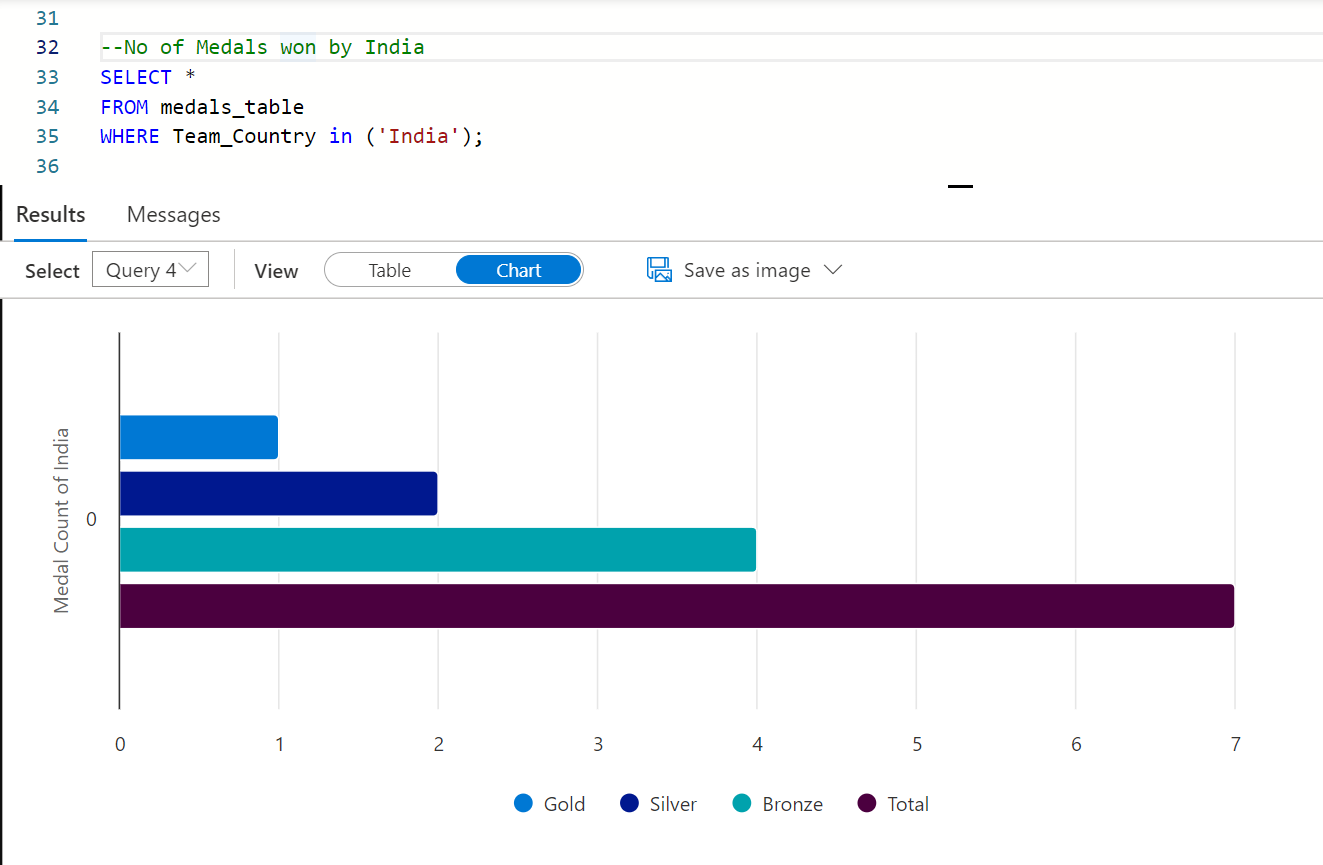 31
32 --No of Medals won by India
33 SELECT *
34 FROM medals_table
35 WHERE Team_Country in ('India');
36
Results Messages
Select Query 4 View Table Chart Save as image
Medal Count of India
0
0 1 2 3 4 5 6 7
Gold Silver Bronze Total